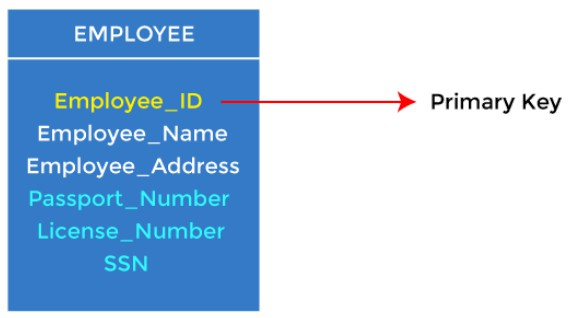 EMPLOYEE
Employee_ID
Primary Key
Employee_Name
Employee_Address
Passport_Number
License_Number
SSN